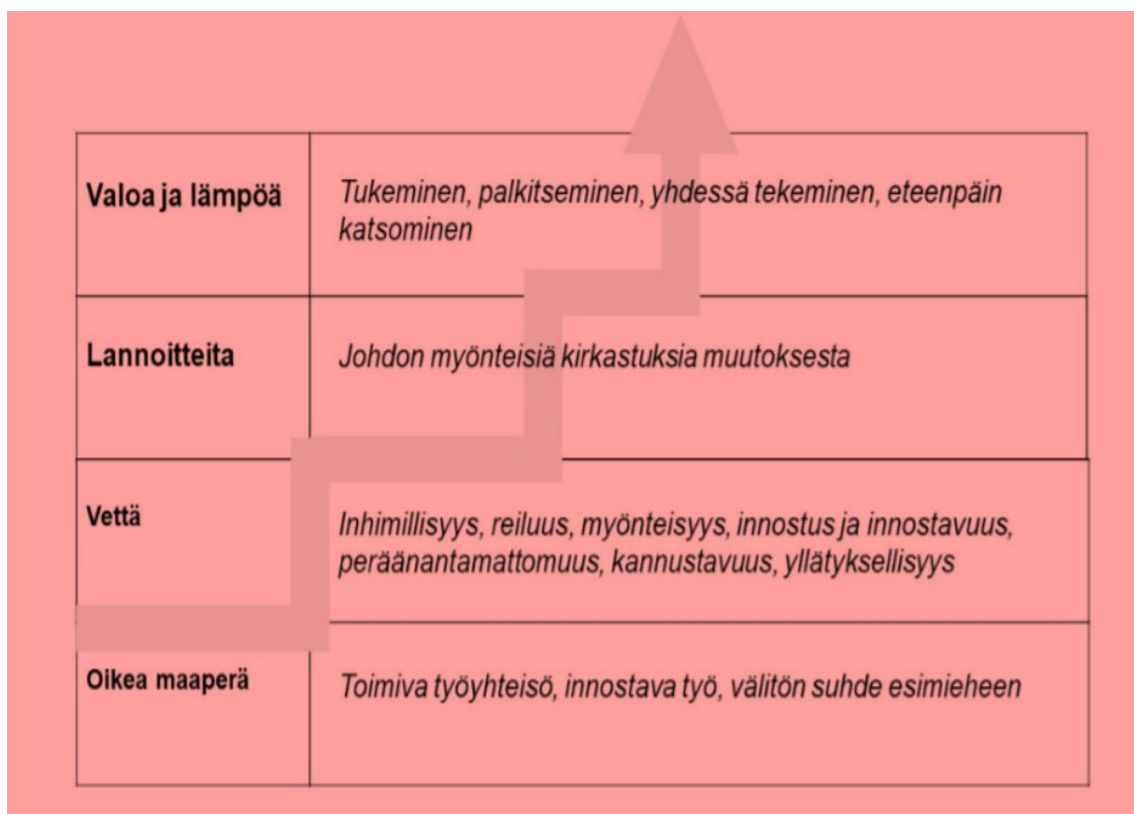 Valoa ja lämpöä
Tukeminen, palkitseminen, yhdessä tekeminen, eteenpäin
katsominen
Lannoitteita
Johdon myönteisiä kirkastuksia muutoksesta
Vettä
Inhimillisyys, reiluus, myönteisyys, innostus ja innostavuus,
peräänantamattomuus, kannustavuus, yllätyksellisyys
Oikea maaperä
Toimiva työyhteisö, innostava työ, välitön suhde esimieheen